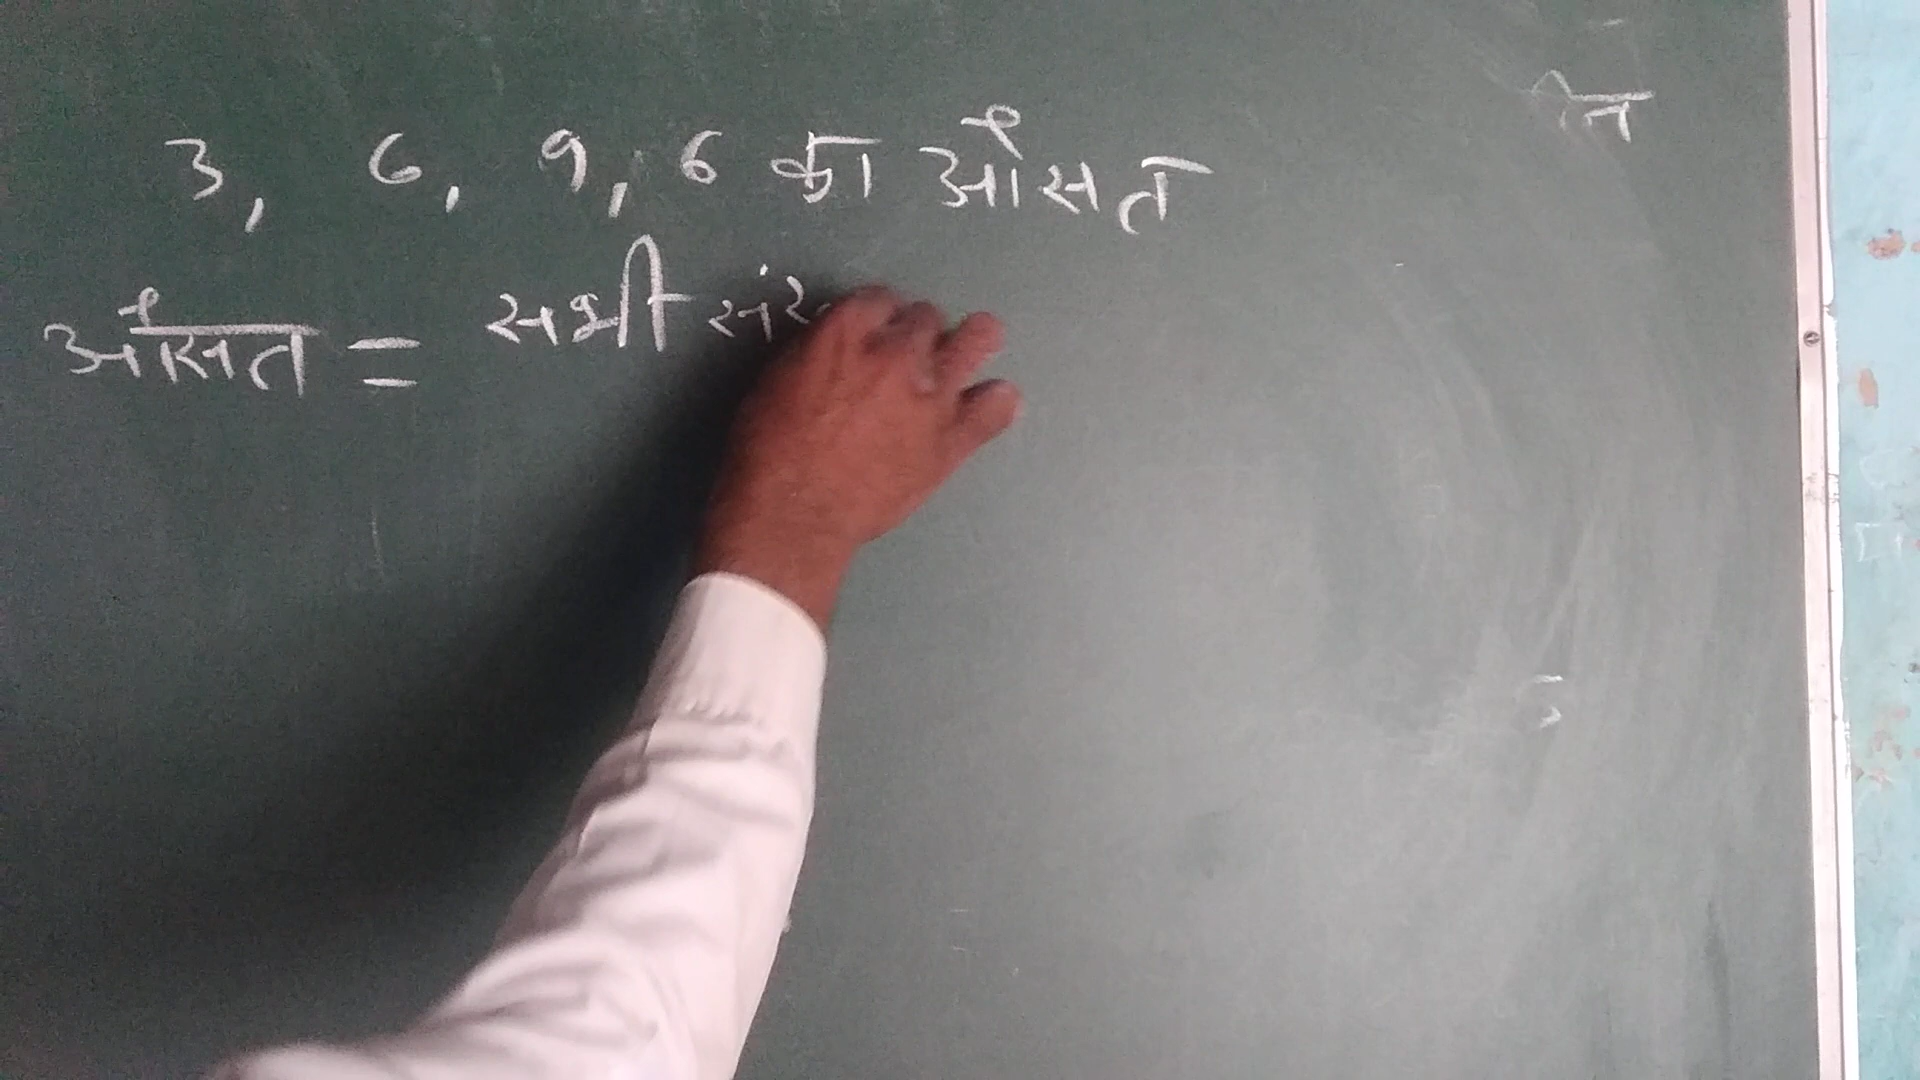 3, 6, 9, 6 का औसत
औसत = सभी